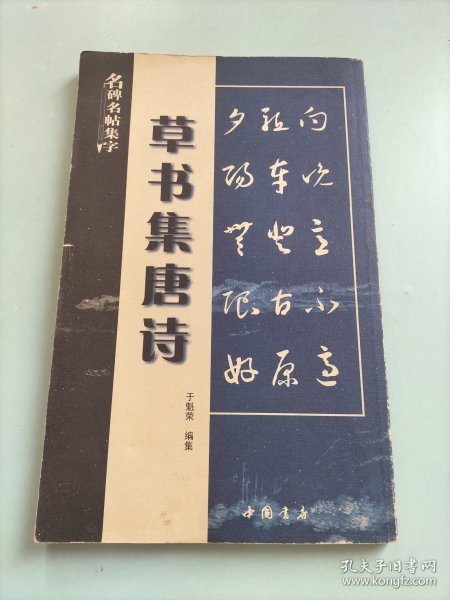 名碑名帖集字
草书集唐诗
于魁荣 编集
向晚意不适
驱车登古原
夕阳无限好
中国书店
孔夫子旧书网
www.kongfz.com